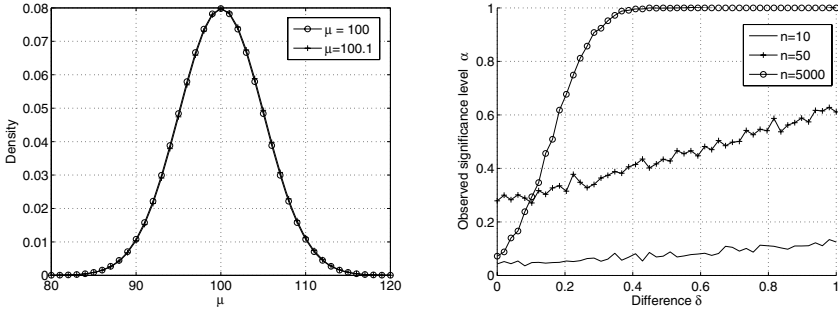 0.08
0.07
0.06
0.05
0.04
0.03
0.02
0.01
0
80
90
100
110
120
Density
μ
μ = 100
μ=100.1
1
0.8
0.6
0.4
0.2
0
0
0.2
0.4
0.6
0.8
1
Observed significance level α
Difference δ
n=10
n=50
n=5000